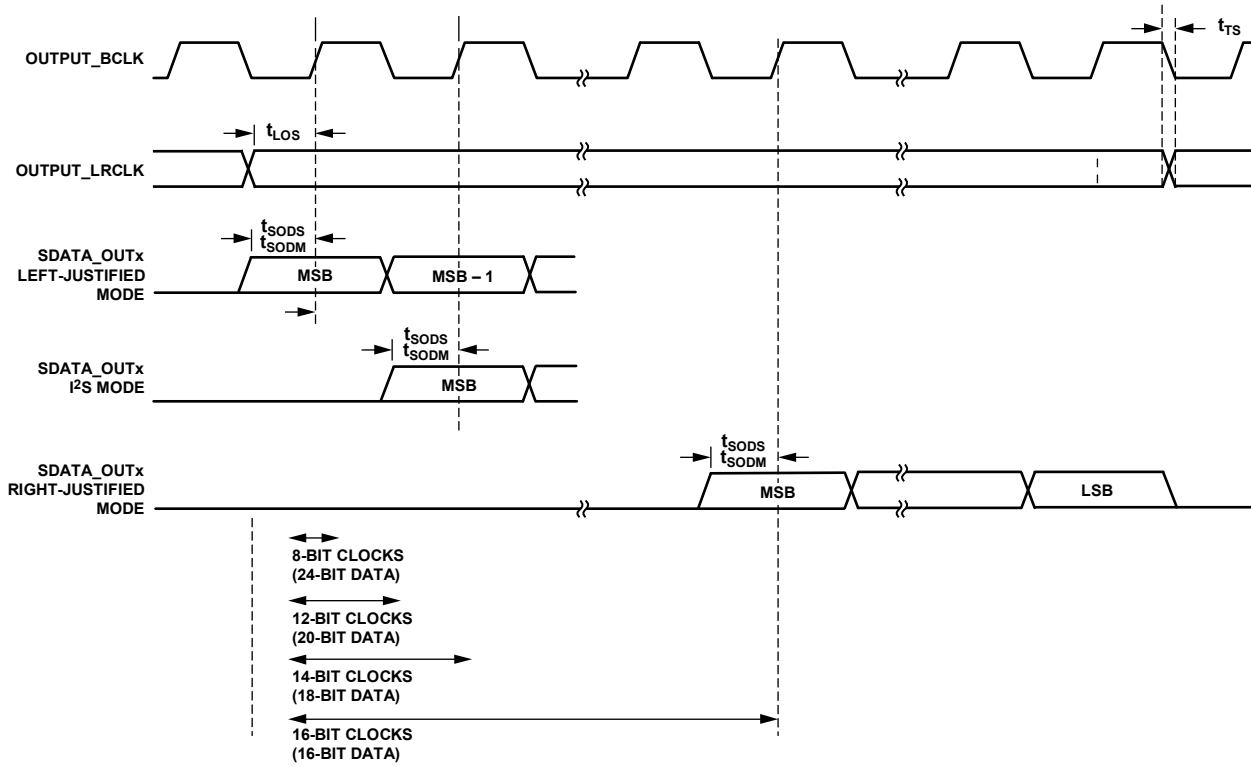 OUTPUT_BCLK
tTS
tLOS
OUTPUT_LRCLK
tSODS
tSODM
SDATA_OUTx
LEFT-JUSTIFIED
MODE
MSB
MSB – 1
tSODS
tSODM
SDATA_OUTx
I2S MODE
MSB
tSODS
tSODM
SDATA_OUTx
RIGHT-JUSTIFIED
MODE
MSB
LSB
8-BIT CLOCKS
(24-BIT DATA)
12-BIT CLOCKS
(20-BIT DATA)
14-BIT CLOCKS
(18-BIT DATA)
16-BIT CLOCKS
(16-BIT DATA)